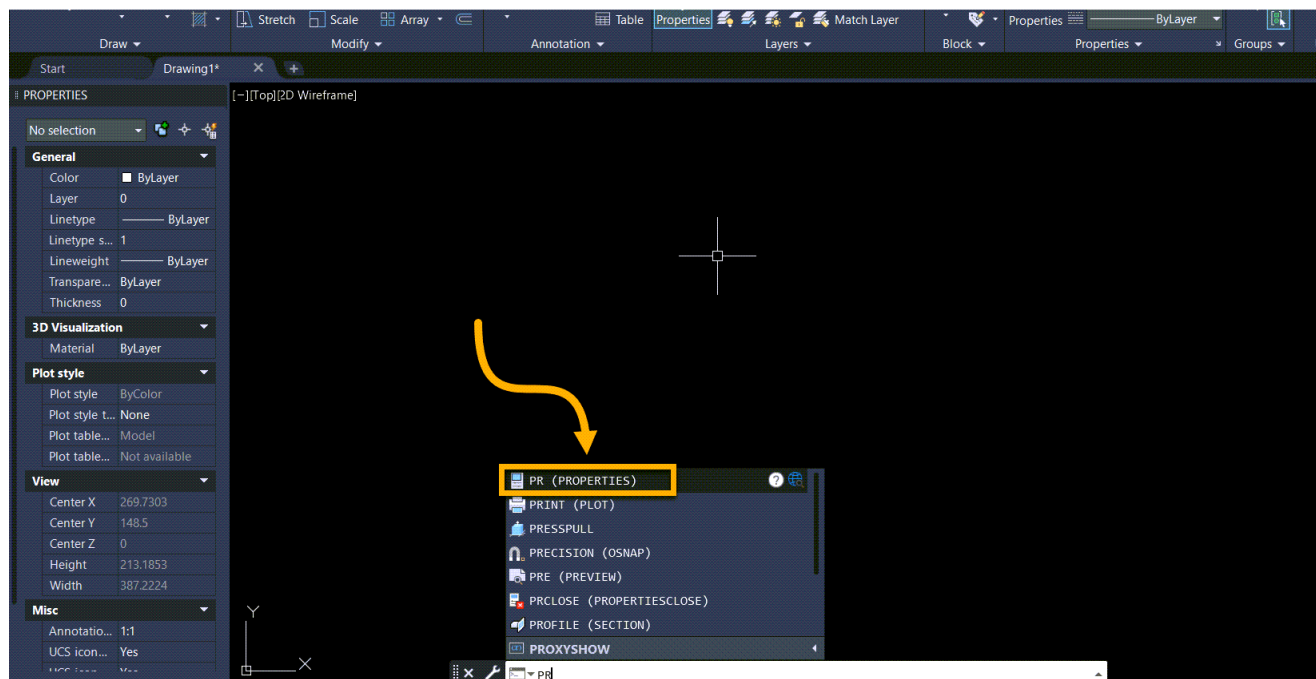 Stretch Scale Array Table Properties Match Layer Properties ByLayer
Draw Modify Annotation Layers Block Properties Groups
Start Drawing1*
PROPERTIES
[−][Top][2D Wireframe]
No selection
General
Color ByLayer
Layer 0
Linetype ByLayer
Linetype s... 1
Lineweight ByLayer
Transpare... ByLayer
Thickness 0
3D Visualization
Material ByLayer
Plot style
Plot style ByColor
Plot style t... None
Plot table... Model
Plot table... Not available
View
Center X 269.7303
Center Y 148.5
Center Z 0
Height 213.1853
Width 387.2224
Misc
Annotatio... 1:1
UCS icon... Yes
PR (PROPERTIES)
PRINT (PLOT)
PRESSPULL
PRECISION (OSNAP)
PRE (PREVIEW)
PRCLOSE (PROPERTIESCLOSE)
PROFILE (SECTION)
PROXYSHOW
PR
Y
X